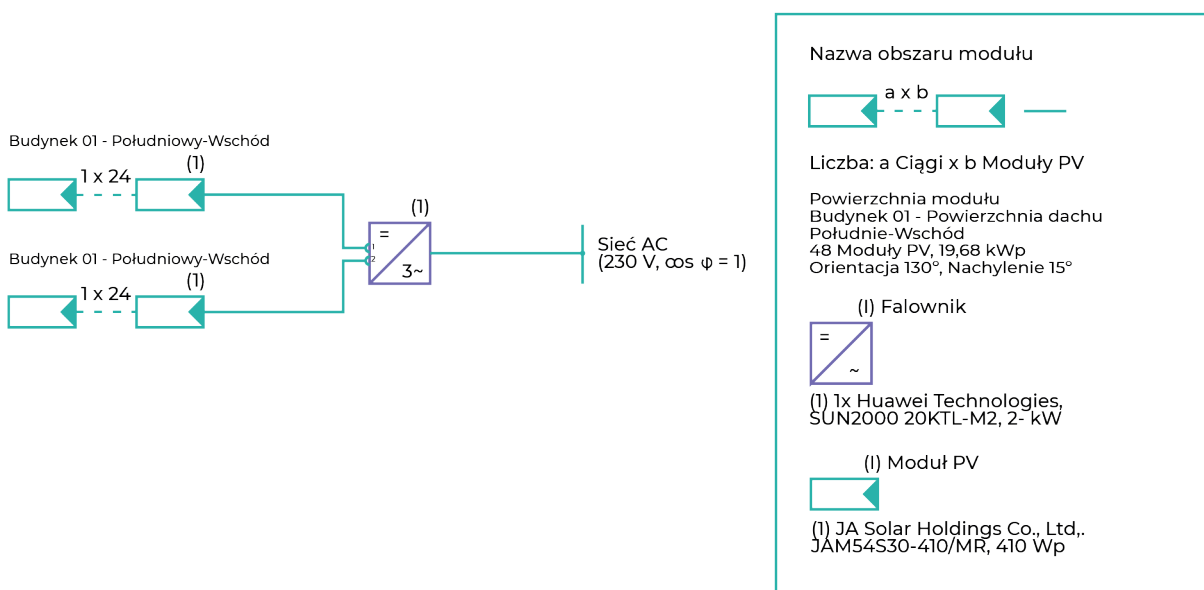 Budynek 01 - Południowy-Wschód
(1)
1 x 24
Budynek 01 - Południowy-Wschód
(1)
1 x 24
(1)
=
1
2
3~
Sieć AC
(230 V, cos φ = 1)
Nazwa obszaru modułu
a x b
Liczba: a Ciągi x b Moduły PV
Powierzchnia modułu
Budynek 01 - Powierzchnia dachu
Południe-Wschód
48 Moduły PV, 19,68 kWp
Orientacja 130°, Nachylenie 15°
(I) Falownik
=
~
(1) 1x Huawei Technologies,
SUN2000 20KTL-M2, 2- kW
(I) Moduł PV
(1) JA Solar Holdings Co., Ltd,.
JAM54S30-410/MR, 410 Wp